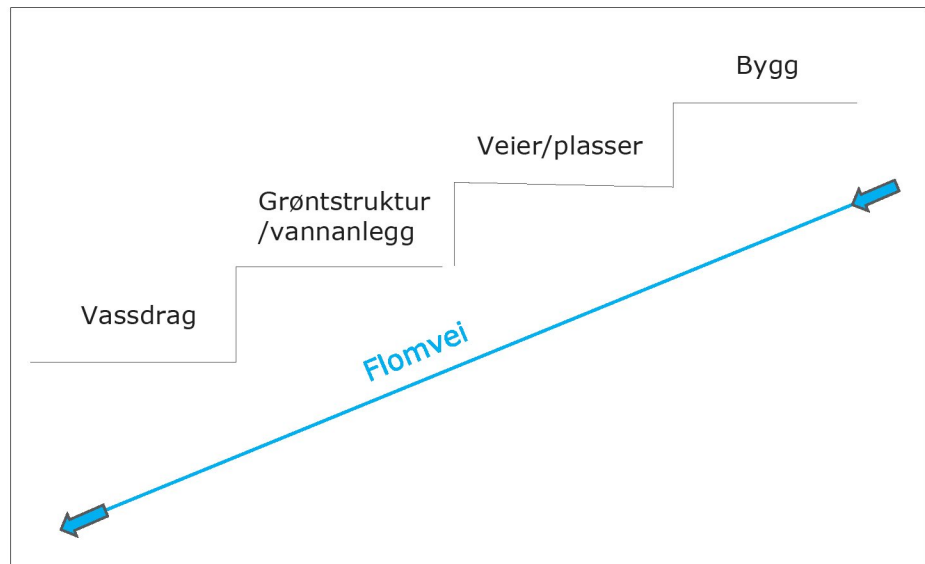 Bygg
Veier/plasser
Grøntstruktur
/vannanlegg
Vassdrag
Flomvei